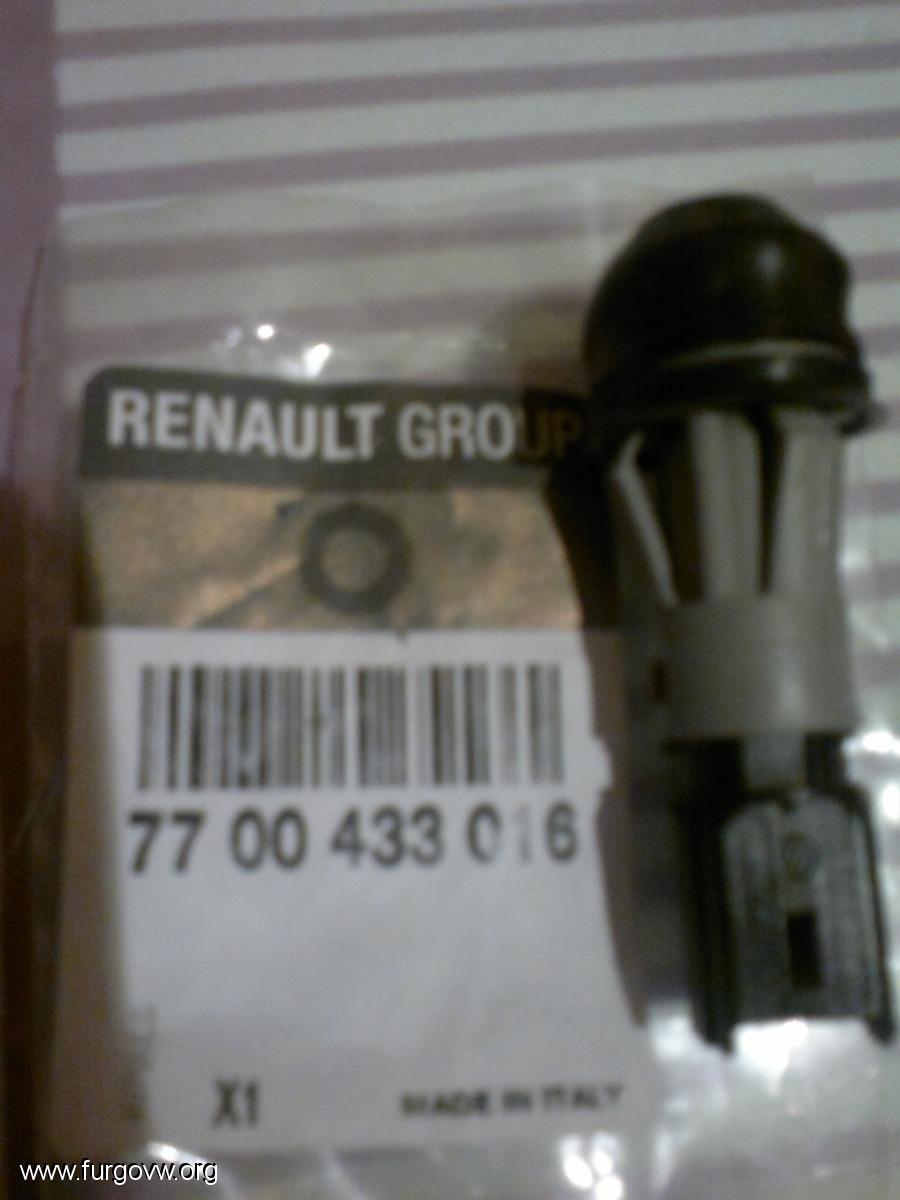 RENAULT GROUP
77 00 433 016
X1
MADE IN ITALY
www.furgovw.org